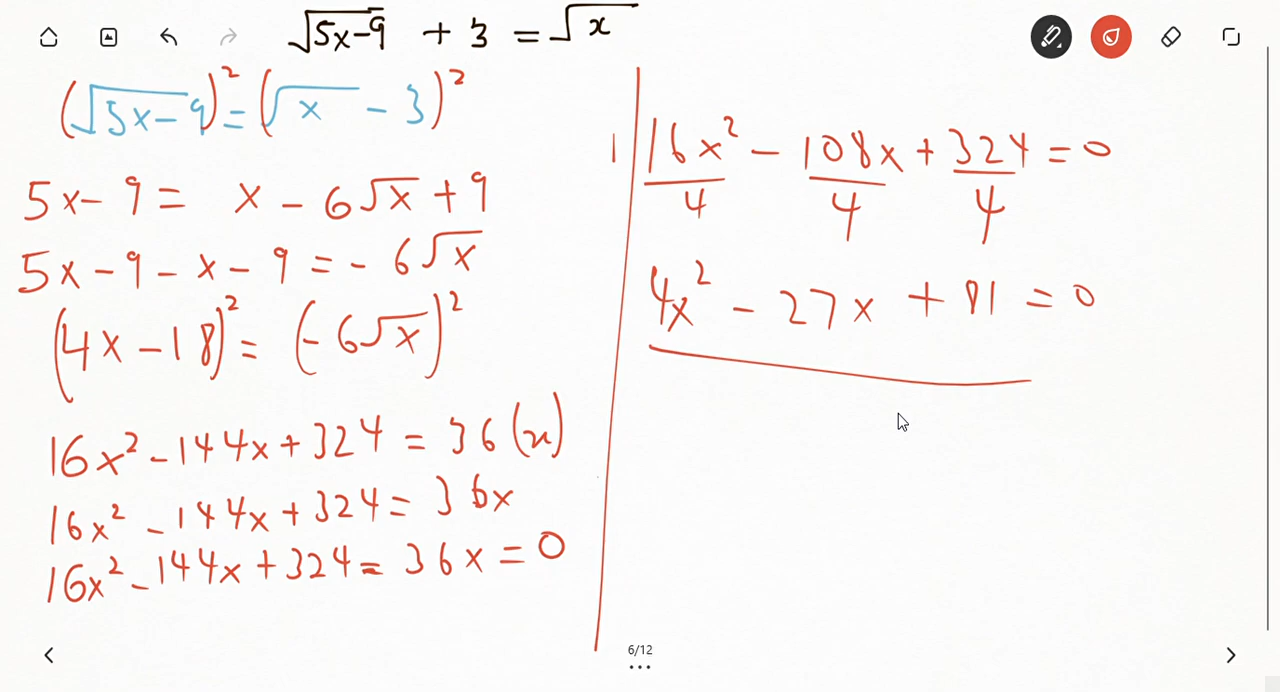 √5x-9 + 3 = √x
(√5x-9)² = (√x - 3)²
5x-9 = x - 6√x + 9
5x-9-x-9 = - 6√x
(4x-18)² = (-6√x)²
16x² - 144x + 324 = 36(x)
16x² - 144x + 324 = 36x
16x² - 144x + 324 - 36x = 0
16x²/4 - 108x/4 + 324/4 = 0
4x² - 27x + 81 = 0
6/12